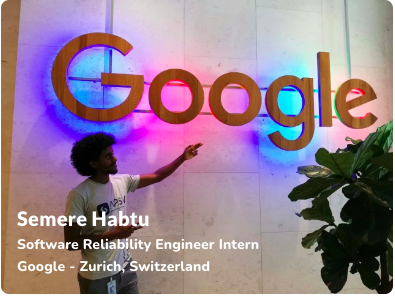 Google
Semere Habtu
Software Reliability Engineer Intern
Google - Zurich, Switzerland